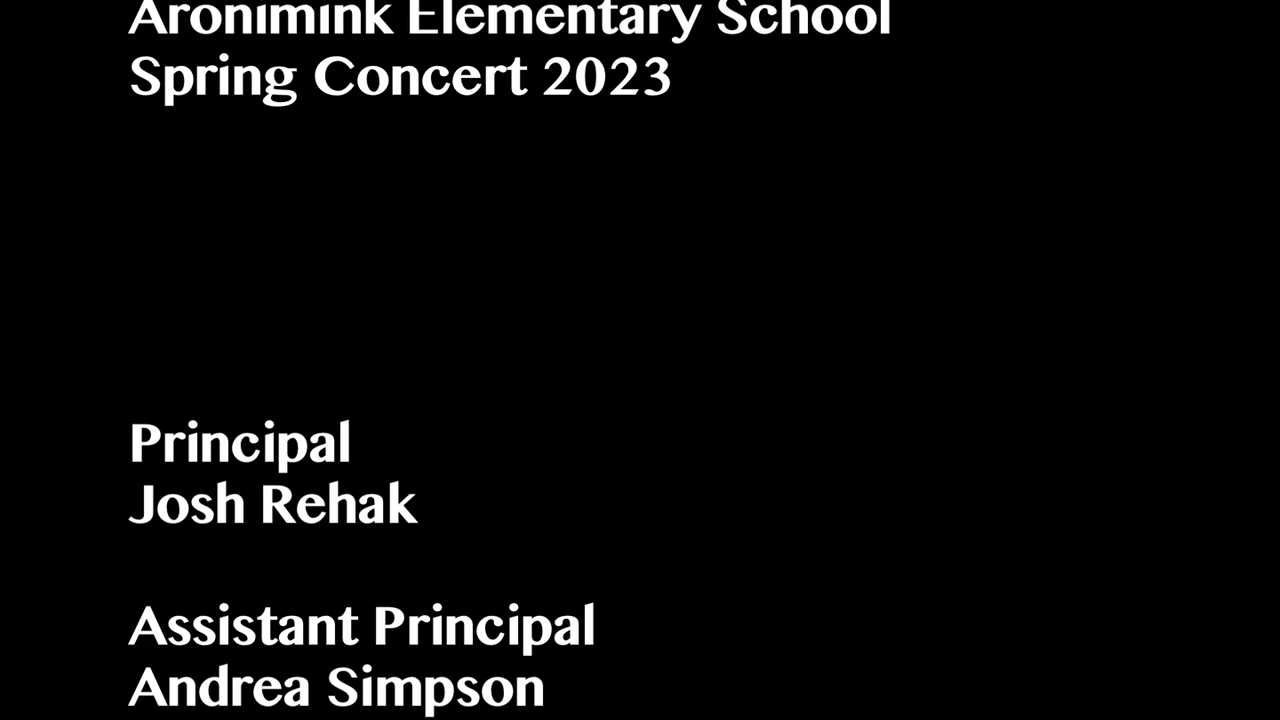 Aronimink Elementary School
Spring Concert 2023
Principal
Josh Rehak
Assistant Principal
Andrea Simpson